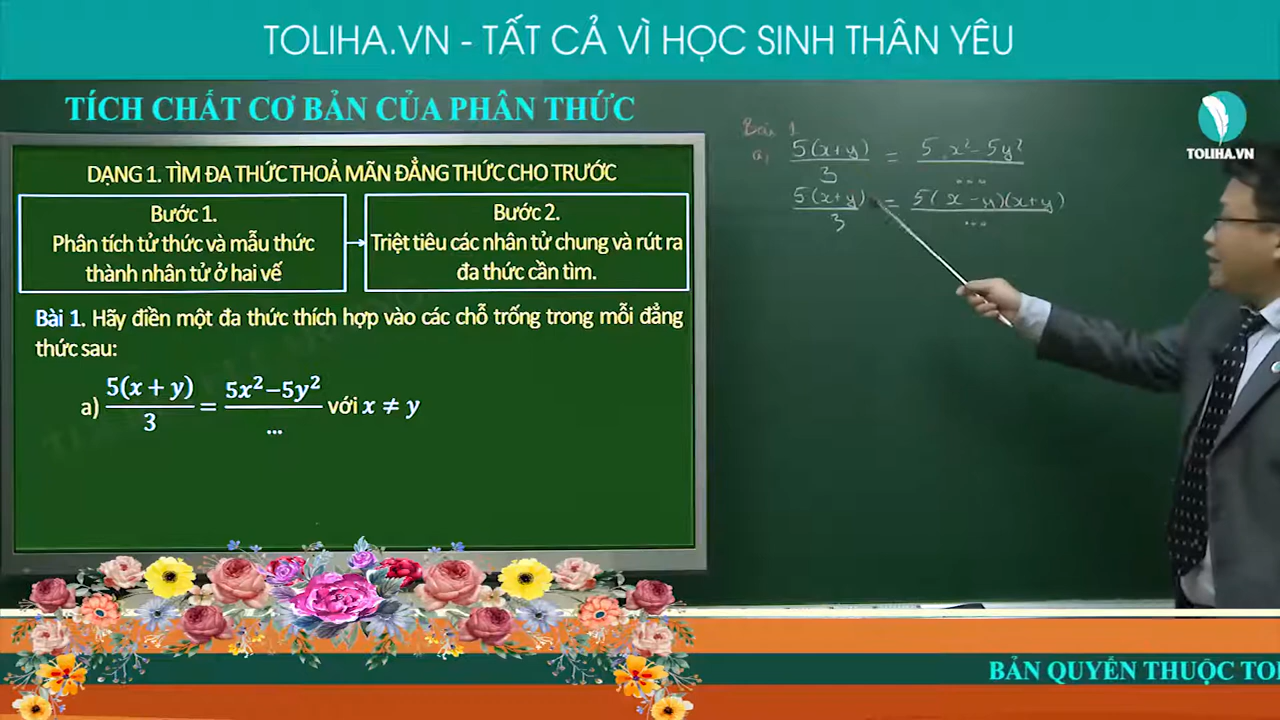 TOLIHA.VN - TẤT CẢ VÌ HỌC SINH THÂN YÊU
TÍCH CHẤT CƠ BẢN CỦA PHÂN THỨC
DẠNG 1. TÌM ĐA THỨC THOẢ MÃN ĐẲNG THỨC CHO TRƯỚC
Bước 1.
Phân tích tử thức và mẫu thức
thành nhân tử ở hai vế
Bước 2.
Triệt tiêu các nhân tử chung và rút ra
đa thức cần tìm.
Bài 1. Hãy điền một đa thức thích hợp vào các chỗ trống trong mỗi đẳng
thức sau:
a) 5(x + y)/3 = 5x²−5y²/... với x ≠ y
Bài 1
a, 5(x+y)/3 = 5.x²-5y²/...
5(x+y)/3 = 5(x-y)(x+y)/...
TOLIHA.VN
BẢN QUYỀN THUỘC TOL